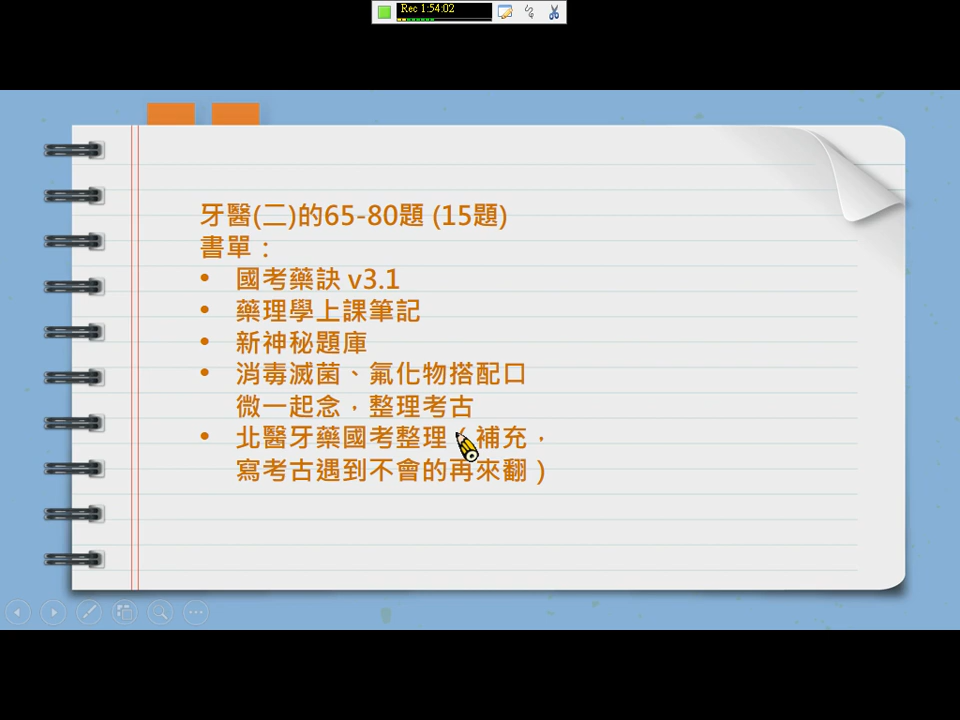 Rec 1:54:02
牙醫(二)的65-80題 (15題)
書單：
• 國考藥訣 v3.1
• 藥理學上課筆記
• 新神秘題庫
• 消毒滅菌、氟化物搭配口
微一起念，整理考古
• 北醫牙藥國考整理（補充，
寫考古遇到不會的再來翻）